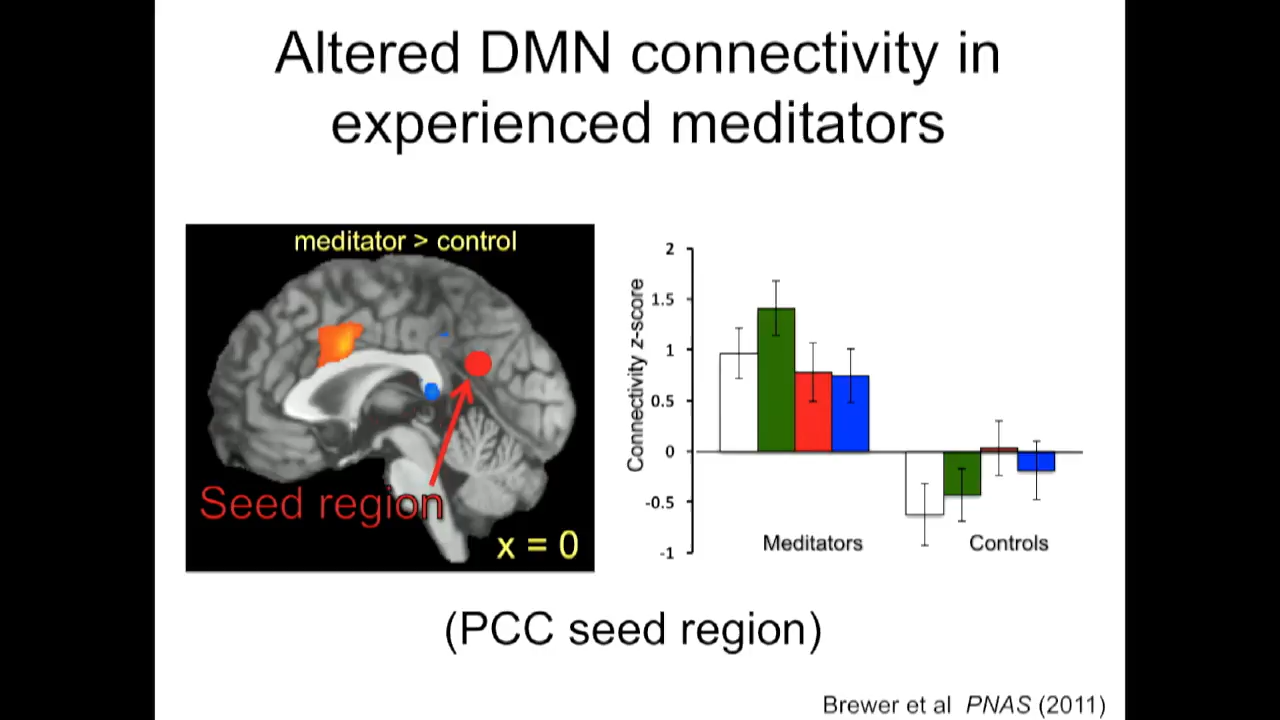 Altered DMN connectivity in
experienced meditators
meditator > control
Seed region
x = 0
Connectivity z-score
2
1.5
1
0.5
0
-0.5
-1
Meditators
Controls
(PCC seed region)
Brewer et al PNAS (2011)